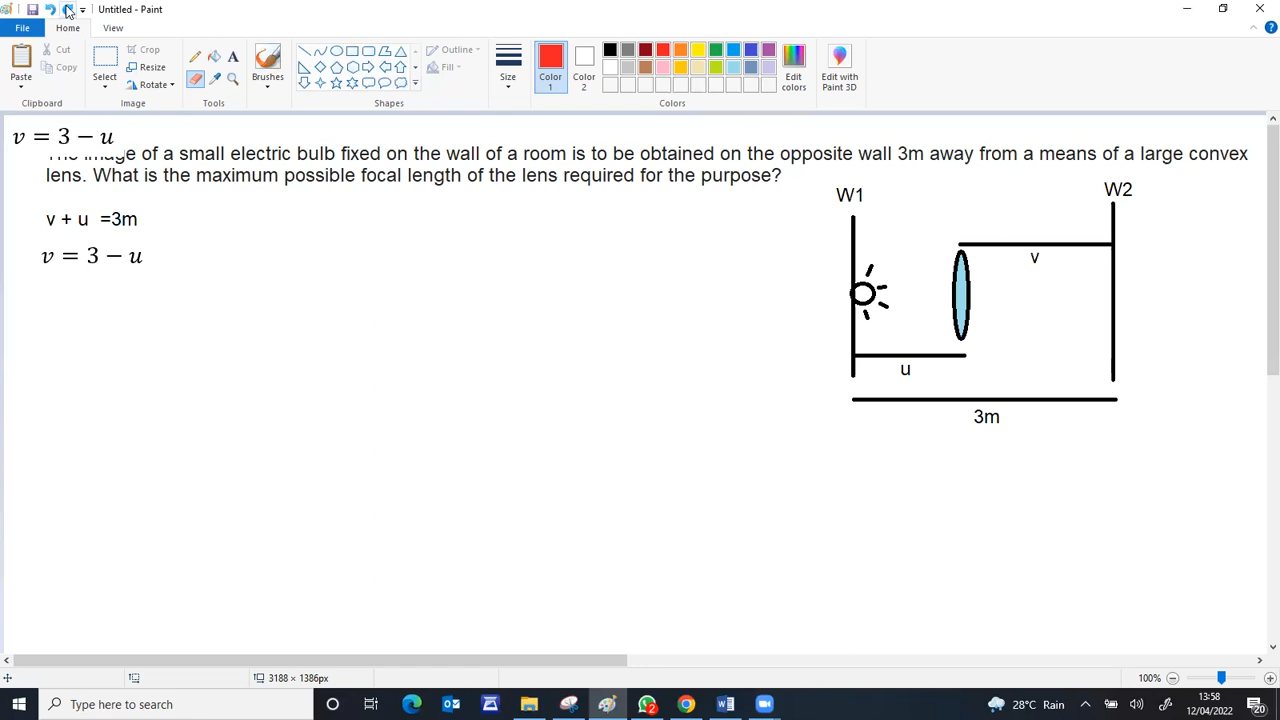 Untitled - Paint
File
Home
View
Paste
Cut
Copy
Clipboard
Select
Crop
Resize
Rotate
Image
Tools
Brushes
Outline
Fill
Shapes
Size
Color 1
Color 2
Edit colors
Edit with Paint 3D
Colors
v = 3 − u
image of a small electric bulb fixed on the wall of a room is to be obtained on the opposite wall 3m away from a means of a large convex
lens. What is the maximum possible focal length of the lens required for the purpose?
W1
W2
v + u =3m
v = 3 − u
v
u
3m
3188 × 1386px
100%
Type here to search
2
28°C Rain
13:58
12/04/2022
20